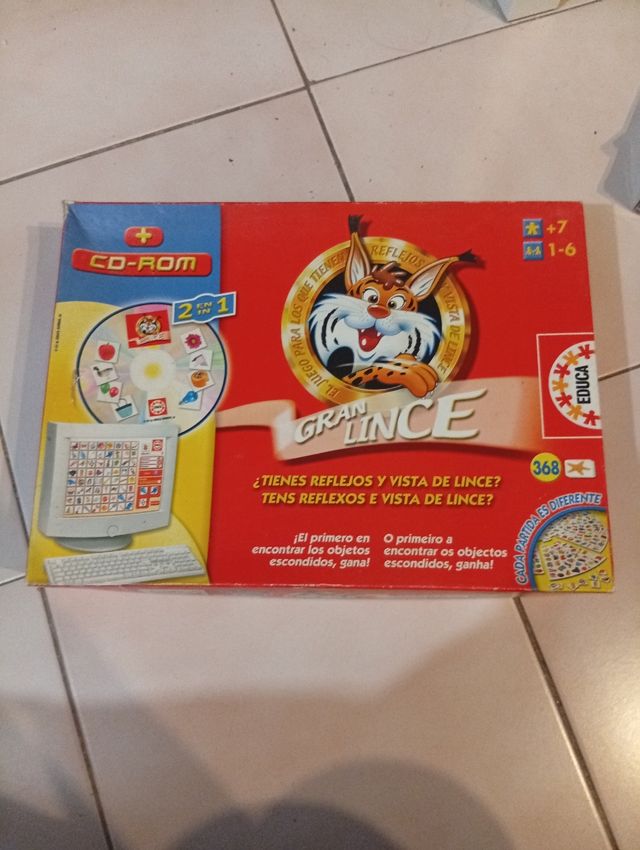 +
CD-ROM
2 EN IN 1
EL JUEGO PARA LOS QUE TIENEN REFLEJOS Y VISTA DE LINCE
GRAN
LINCE
+7
1-6
EDUCA
368
¿TIENES REFLEJOS Y VISTA DE LINCE?
TENS REFLEXOS E VISTA DE LINCE?
¡El primero en
encontrar los objetos
escondidos, gana!
O primeiro a
encontrar os objectos
escondidos, ganha!
CADA PARTIDA ES DIFERENTE